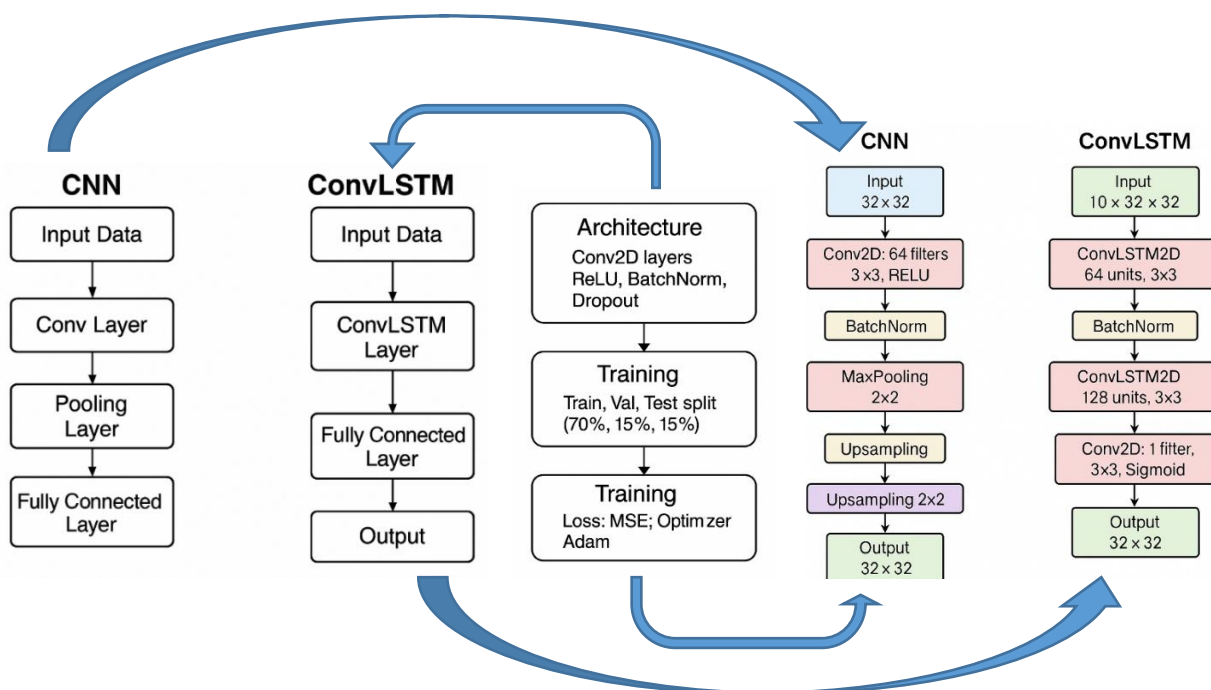 CNN
Input Data
Conv Layer
Pooling
Layer
Fully Connected
Layer
ConvLSTM
Input Data
ConvLSTM
Layer
Fully Connected
Layer
Output
Architecture
Conv2D layers
ReLU, BatchNorm,
Dropout
Training
Train, Val, Test split
(70%, 15%, 15%)
Training
Loss: MSE; Optim zer
Adam
CNN
Input
32 × 32
Conv2D: 64 filters
3 ×3, RELU
BatchNorm
MaxPooling
2×2
Upsampling
Upsampling 2×2
Output
32 × 32
ConvLSTM
Input
10 × 32 × 32
ConvLSTM2D
64 units, 3×3
BatchNorm
ConvLSTM2D
128 units, 3×3
Conv2D: 1 filter,
3×3, Sigmoid
Output
32 × 32